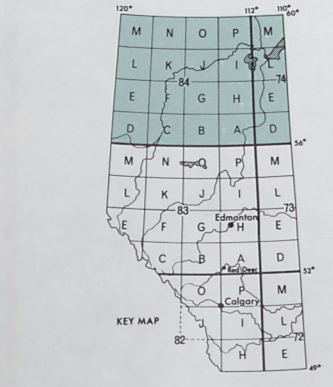 120° 112° 110°
60°
M N O P M
L K J I L
84 74
E F G H E
D C B A D
56°
M N O P M
L K J I L
83 73
Edmonton
E F G H E
C B A D
Red Deer
52°
O P M
Calgary
KEY MAP I L
82 72
H E
49°